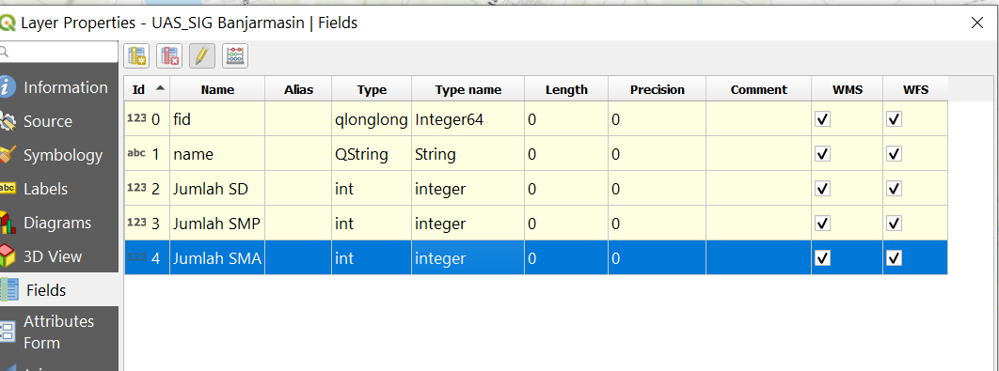 Layer Properties - UAS_SIG Banjarmasin | Fields
Information
Source
Symbology
abc Labels
Diagrams
3D View
Fields
Attributes
Form
Id Name Alias Type Type name Length Precision Comment WMS WFS
123 0 fid qlonglong Integer64 0 0
abc 1 name QString String 0 0
123 2 Jumlah SD int integer 0 0
123 3 Jumlah SMP int integer 0 0
123 4 Jumlah SMA int integer 0 0